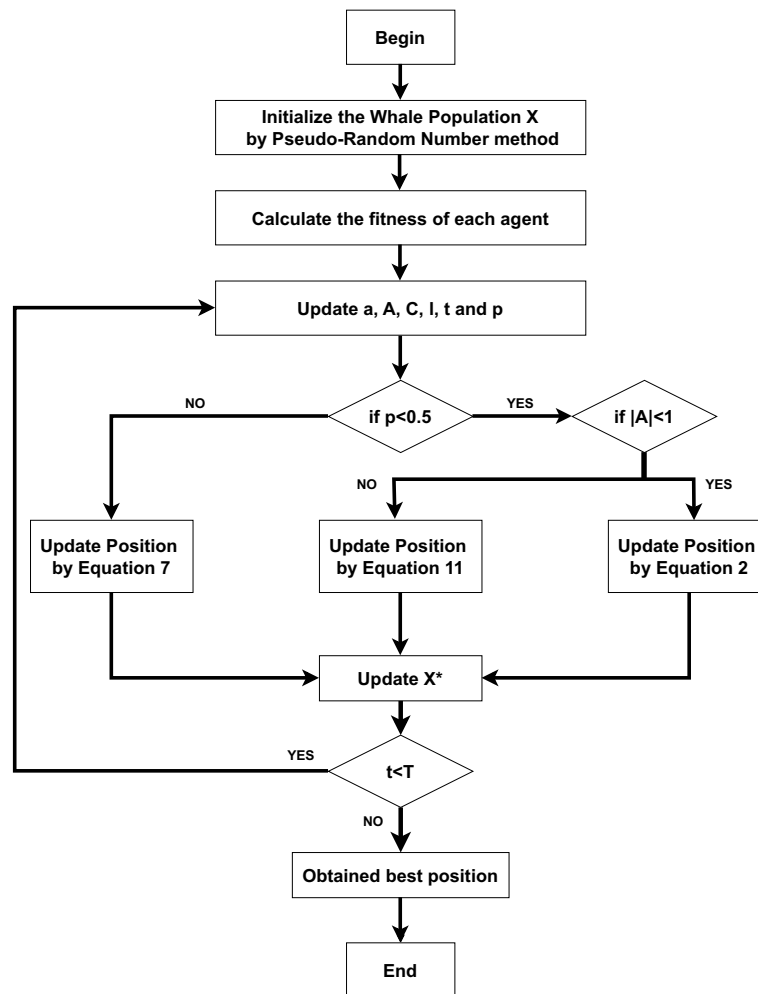 Begin
Initialize the Whale Population X
by Pseudo-Random Number method
Calculate the fitness of each agent
Update a, A, C, l, t and p
NO
if p<0.5
YES
if |A|<1
NO
YES
Update Position
by Equation 7
Update Position
by Equation 11
Update Position
by Equation 2
Update X*
YES
t<T
NO
Obtained best position
End